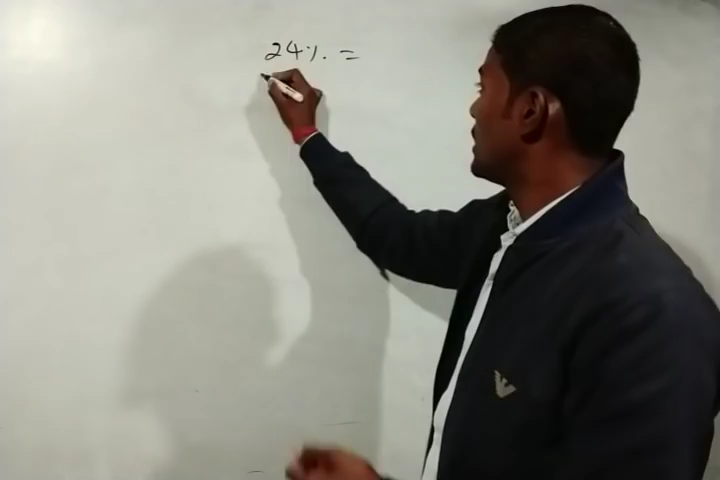 24%. =